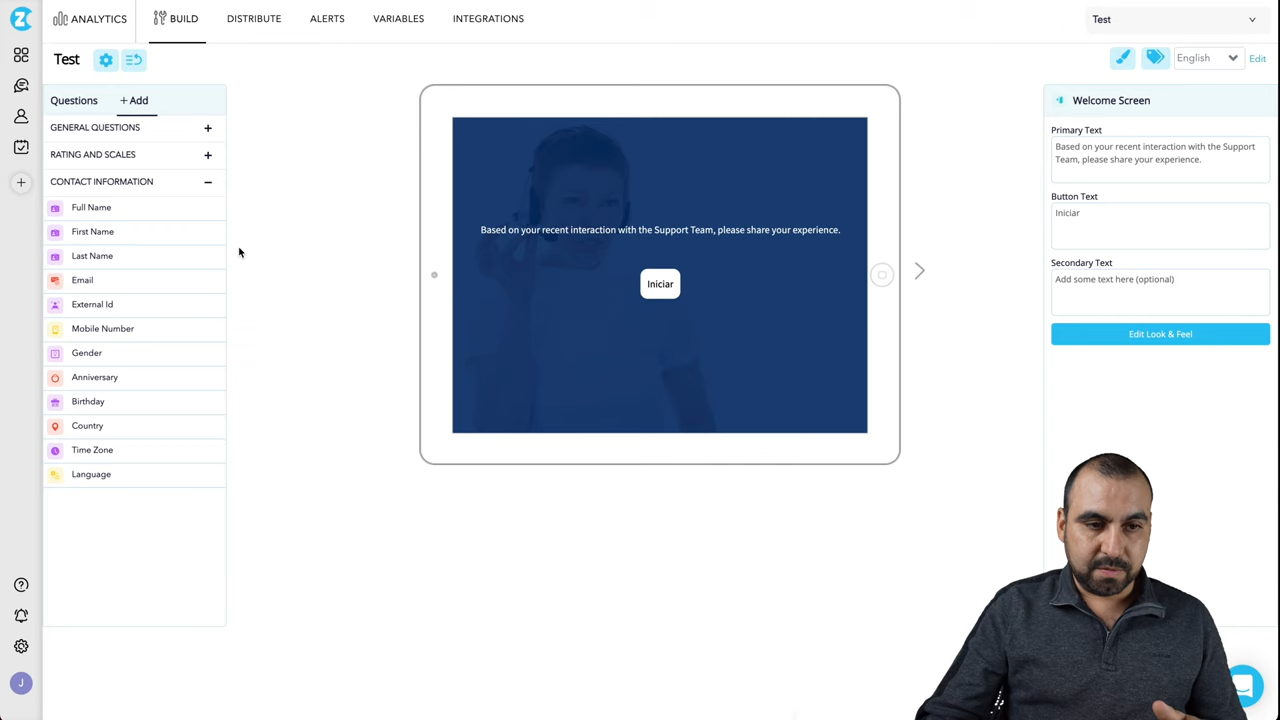 ANALYTICS
BUILD
DISTRIBUTE
ALERTS
VARIABLES
INTEGRATIONS
Test
Test
English
Edit
Questions
+ Add
GENERAL QUESTIONS
RATING AND SCALES
CONTACT INFORMATION
Full Name
First Name
Last Name
Email
External Id
Mobile Number
Gender
Anniversary
Birthday
Country
Time Zone
Language
J
Based on your recent interaction with the Support Team, please share your experience.
Iniciar
Welcome Screen
Primary Text
Based on your recent interaction with the Support
Team, please share your experience.
Button Text
Iniciar
Secondary Text
Add some text here (optional)
Edit Look & Feel